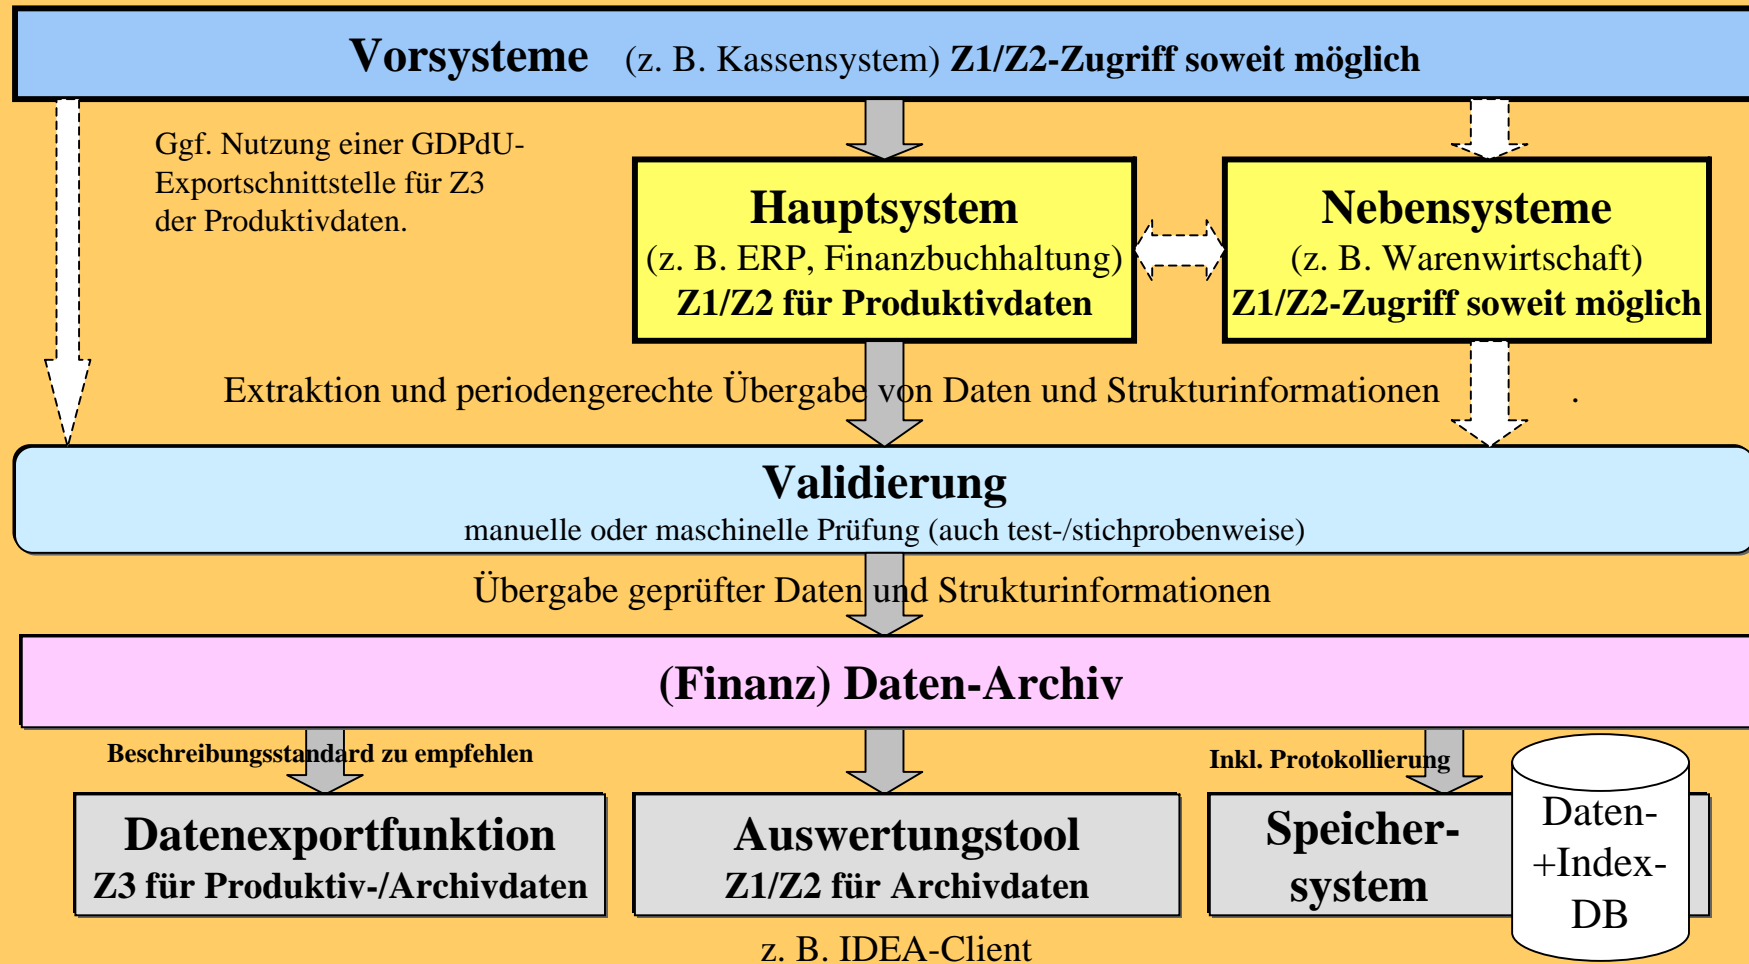 Vorsysteme (z. B. Kassensystem) Z1/Z2-Zugriff soweit möglich
Ggf. Nutzung einer GDPdU-
Exportschnittstelle für Z3
der Produktivdaten.
Hauptsystem
(z. B. ERP, Finanzbuchhaltung)
Z1/Z2 für Produktivdaten
Nebensysteme
(z. B. Warenwirtschaft)
Z1/Z2-Zugriff soweit möglich
Extraktion und periodengerechte Übergabe von Daten und Strukturinformationen .
Validierung
manuelle oder maschinelle Prüfung (auch test-/stichprobenweise)
Übergabe geprüfter Daten und Strukturinformationen
(Finanz) Daten-Archiv
Beschreibungsstandard zu empfehlen
Inkl. Protokollierung
Datenexportfunktion
Z3 für Produktiv-/Archivdaten
Auswertungstool
Z1/Z2 für Archivdaten
z. B. IDEA-Client
Speicher-
system
Daten-
+Index-
DB